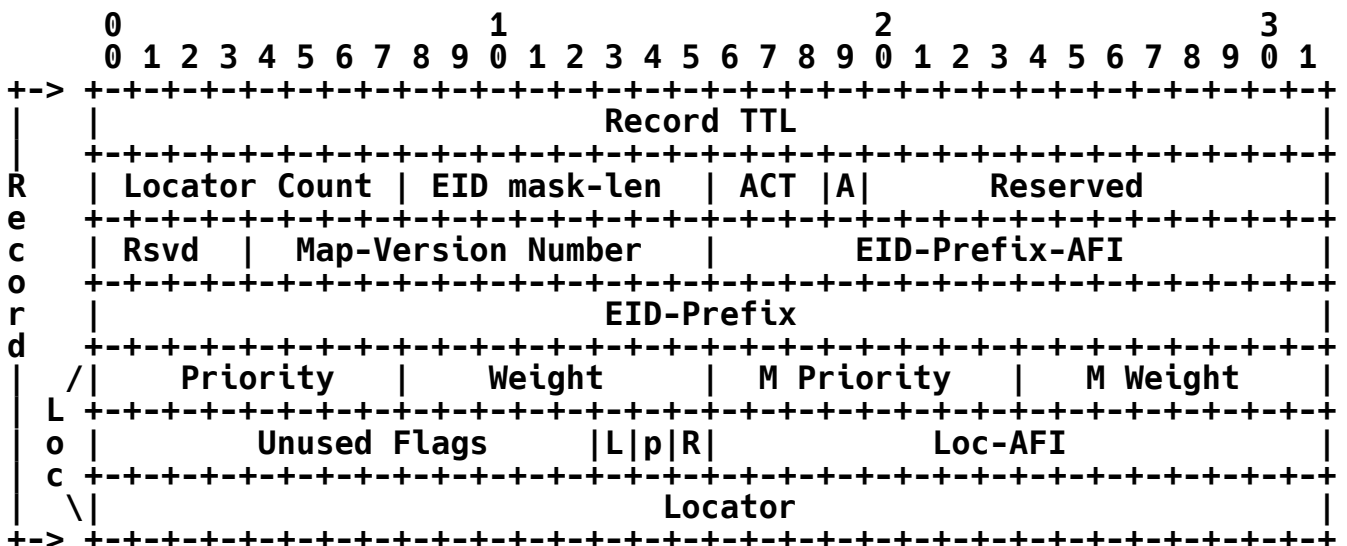 0                   1                   2                   3
        0 1 2 3 4 5 6 7 8 9 0 1 2 3 4 5 6 7 8 9 0 1 2 3 4 5 6 7 8 9 0 1
+-> +-+-+-+-+-+-+-+-+-+-+-+-+-+-+-+-+-+-+-+-+-+-+-+-+-+-+-+-+-+-+-+-+
|   |                          Record TTL                           |
|   +-+-+-+-+-+-+-+-+-+-+-+-+-+-+-+-+-+-+-+-+-+-+-+-+-+-+-+-+-+-+-+-+
R   | Locator Count | EID mask-len  | ACT |A|      Reserved         |
e   +-+-+-+-+-+-+-+-+-+-+-+-+-+-+-+-+-+-+-+-+-+-+-+-+-+-+-+-+-+-+-+-+
c   | Rsvd  |  Map-Version Number   |       EID-Prefix-AFI          |
o   +-+-+-+-+-+-+-+-+-+-+-+-+-+-+-+-+-+-+-+-+-+-+-+-+-+-+-+-+-+-+-+-+
r   |                          EID-Prefix                           |
d   +-+-+-+-+-+-+-+-+-+-+-+-+-+-+-+-+-+-+-+-+-+-+-+-+-+-+-+-+-+-+-+-+
|  /|    Priority   |    Weight     |  M Priority   |   M Weight    |
| L +-+-+-+-+-+-+-+-+-+-+-+-+-+-+-+-+-+-+-+-+-+-+-+-+-+-+-+-+-+-+-+-+
| o |        Unused Flags     |L|p|R|           Loc-AFI             |
| c +-+-+-+-+-+-+-+-+-+-+-+-+-+-+-+-+-+-+-+-+-+-+-+-+-+-+-+-+-+-+-+-+
|  \|                             Locator                           |
+-> +-+-+-+-+-+-+-+-+-+-+-+-+-+-+-+-+-+-+-+-+-+-+-+-+-+-+-+-+-+-+-+-+